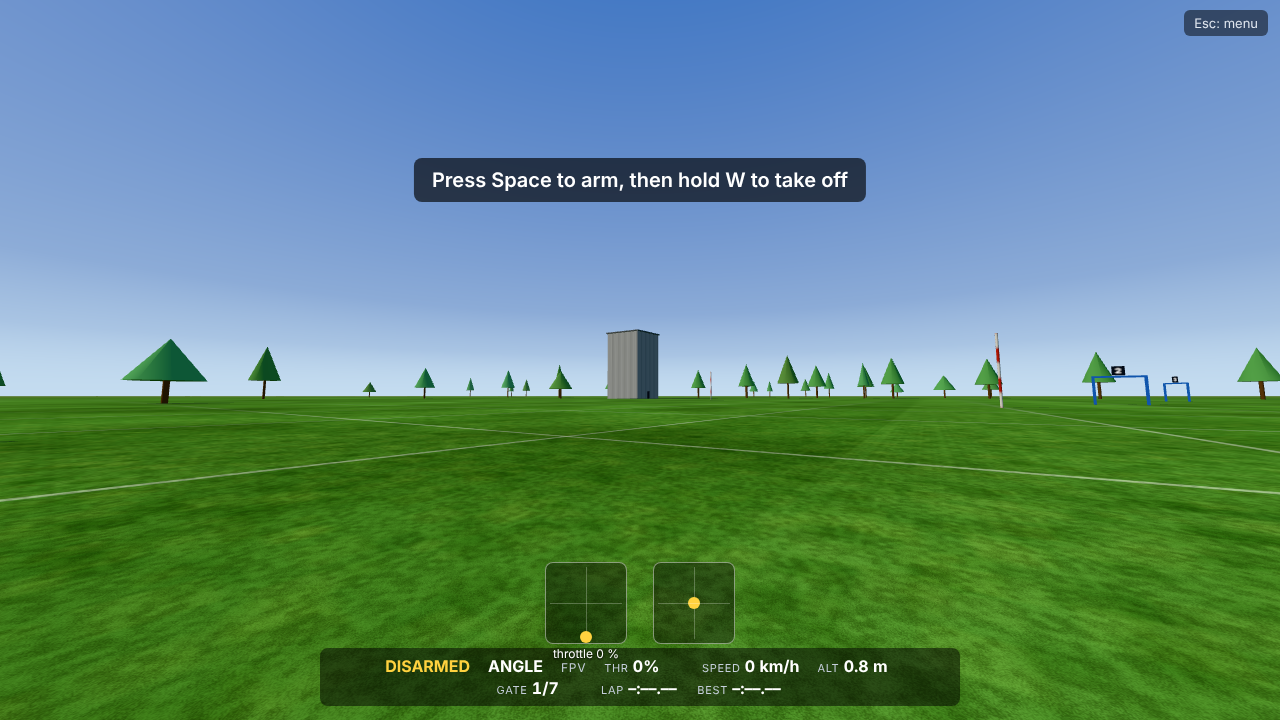 Esc: menu
Press Space to arm, then hold W to take off
2
throttle 0 %
DISARMED ANGLE FPV THR 0% SPEED 0 km/h ALT 0.8 m
GATE 1/7 LAP –:––.–– BEST –:––.––